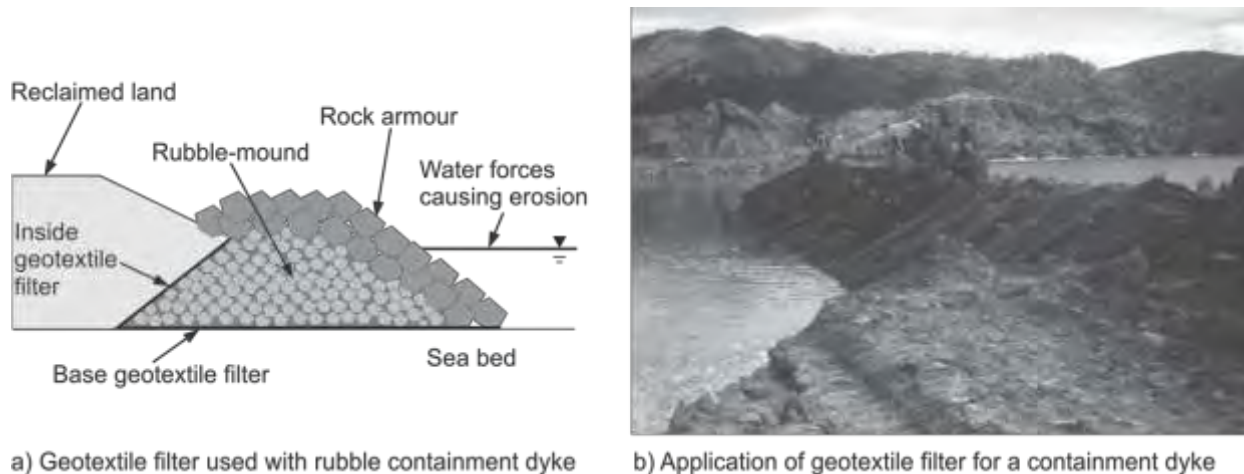 Reclaimed land
Rock armour
Rubble-mound
Water forces
causing erosion
Inside
geotextile
filter
Sea bed
Base geotextile filter
a) Geotextile filter used with rubble containment dyke
b) Application of geotextile filter for a containment dyke